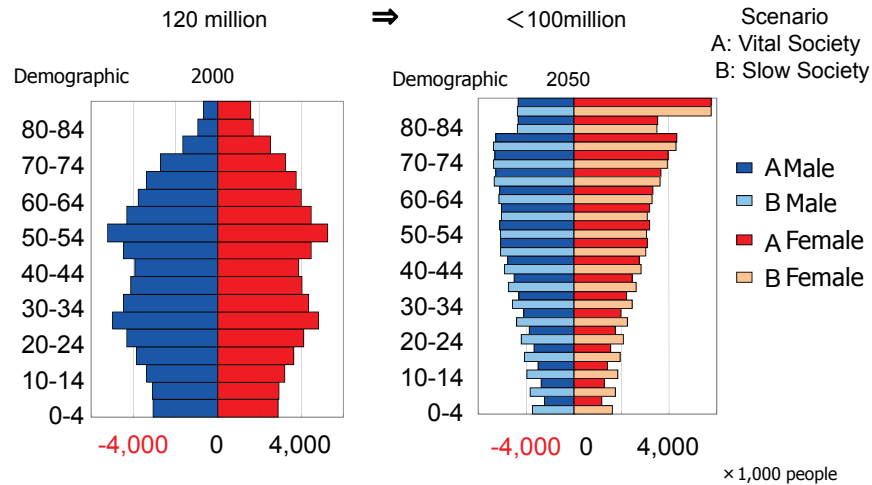 120 million
⇒
<100million
Scenario
A: Vital Society
B: Slow Society
Demographic 2000
80-84
70-74
60-64
50-54
40-44
30-34
20-24
10-14
0-4
-4,000 0 4,000
Demographic 2050
80-84
70-74
60-64
50-54
40-44
30-34
20-24
10-14
0-4
-4,000 0 4,000
A Male
B Male
A Female
B Female
×1,000 people